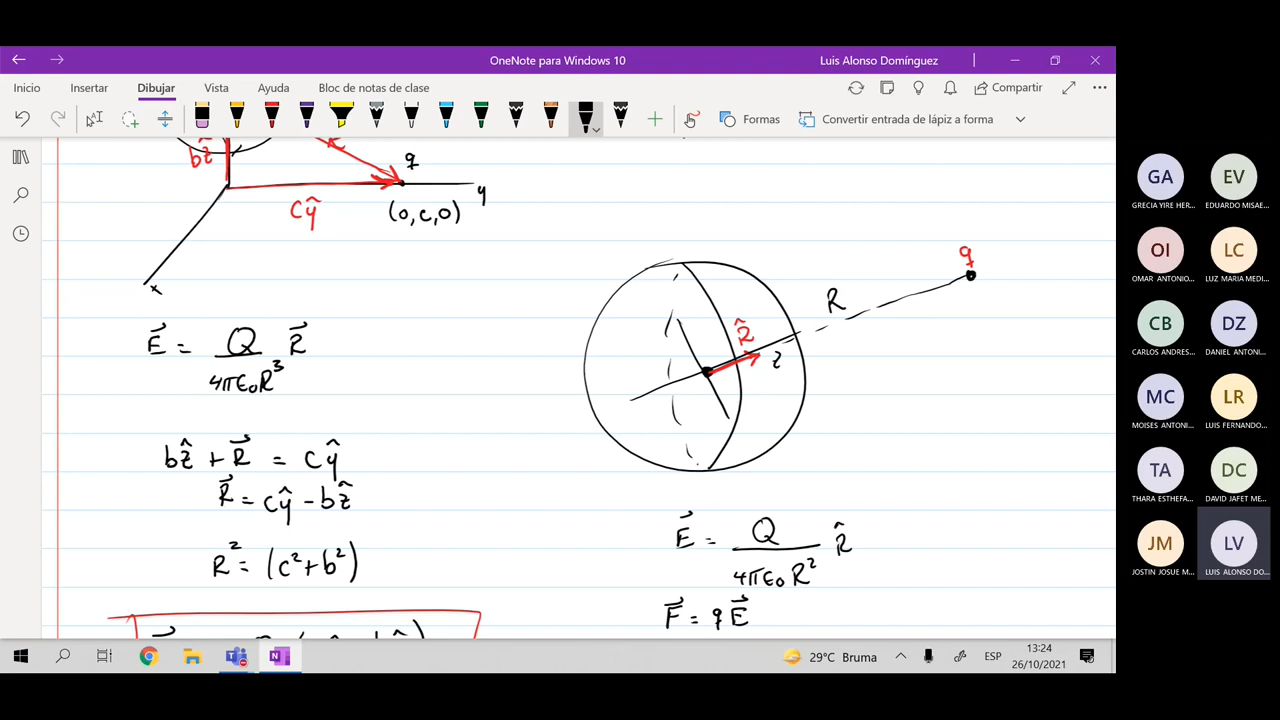 OneNote para Windows 10
Luis Alonso Domínguez
Inicio Insertar Dibujar Vista Ayuda Bloc de notas de clase Compartir
Formas Convertir entrada de lápiz a forma
bẑ
R
q
y
cŷ
(0,c,0)
x
E⃗ = Q / 4πε₀R³ R⃗
bẑ + R⃗ = cŷ
R⃗ = cŷ − bẑ
R² = (c² + b²)
q
R
R̂
z
E⃗ = Q / 4πε₀R² R̂
F⃗ = qE⃗
GA
GRECIA YIRE HER...
EV
EDUARDO MISAE...
OI
OMAR ANTONIO...
LC
LUZ MARIA MEDI...
CB
CARLOS ANDRES...
DZ
DANIEL ANTONI...
MC
MOISES ANTONI...
LR
LUIS FERNANDO...
TA
THARA ESTHEFA...
DC
DAVID JAFET ME...
JM
JOSTIN JOSUE M...
LV
LUIS ALONSO DO...
29°C Bruma
ESP
13:24
26/10/2021